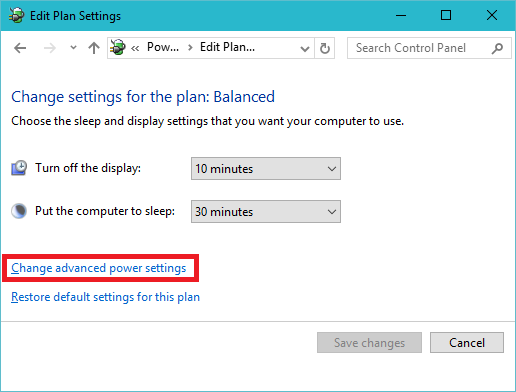 Edit Plan Settings
« Pow... > Edit Plan... Search Control Panel
Change settings for the plan: Balanced
Choose the sleep and display settings that you want your computer to use.
Turn off the display: 10 minutes
Put the computer to sleep: 30 minutes
Change advanced power settings
Restore default settings for this plan
Save changes Cancel